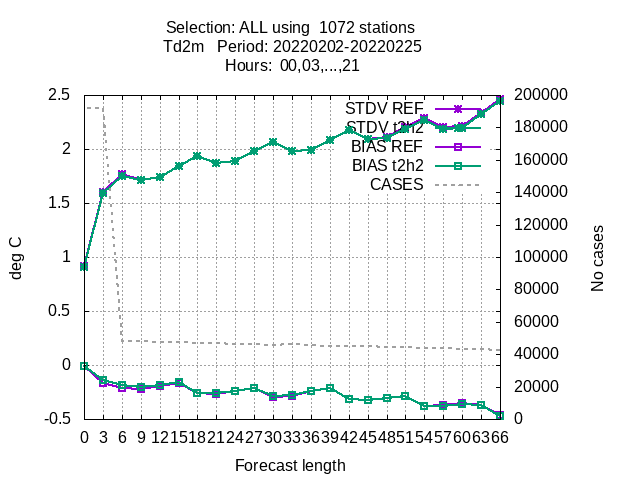 Selection: ALL using  1072 stations
Td2m   Period: 20220202-20220225
Hours:  00,03,...,21
STDV REF
STDV t2h2
BIAS REF
BIAS t2h2
CASES
deg C
2.5
2
1.5
1
0.5
0
-0.5
No cases
200000
180000
160000
140000
120000
100000
80000
60000
40000
20000
0
0 3 6 9 12 15 18 21 24 27 30 33 36 39 42 45 48 51 54 57 60 63 66
Forecast length